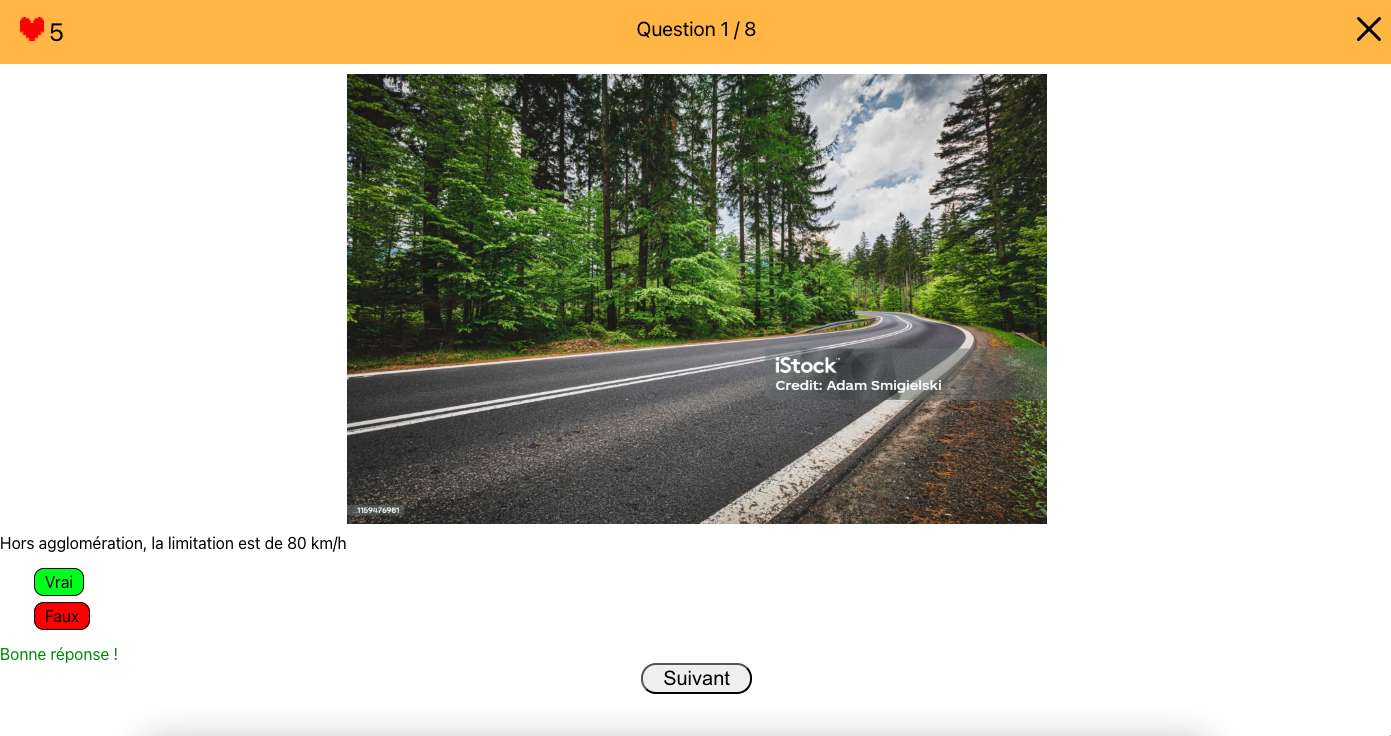 5
Question 1 / 8
iStock
Credit: Adam Smigielski
1159476981
Hors agglomération, la limitation est de 80 km/h
Vrai
Faux
Bonne réponse !
Suivant